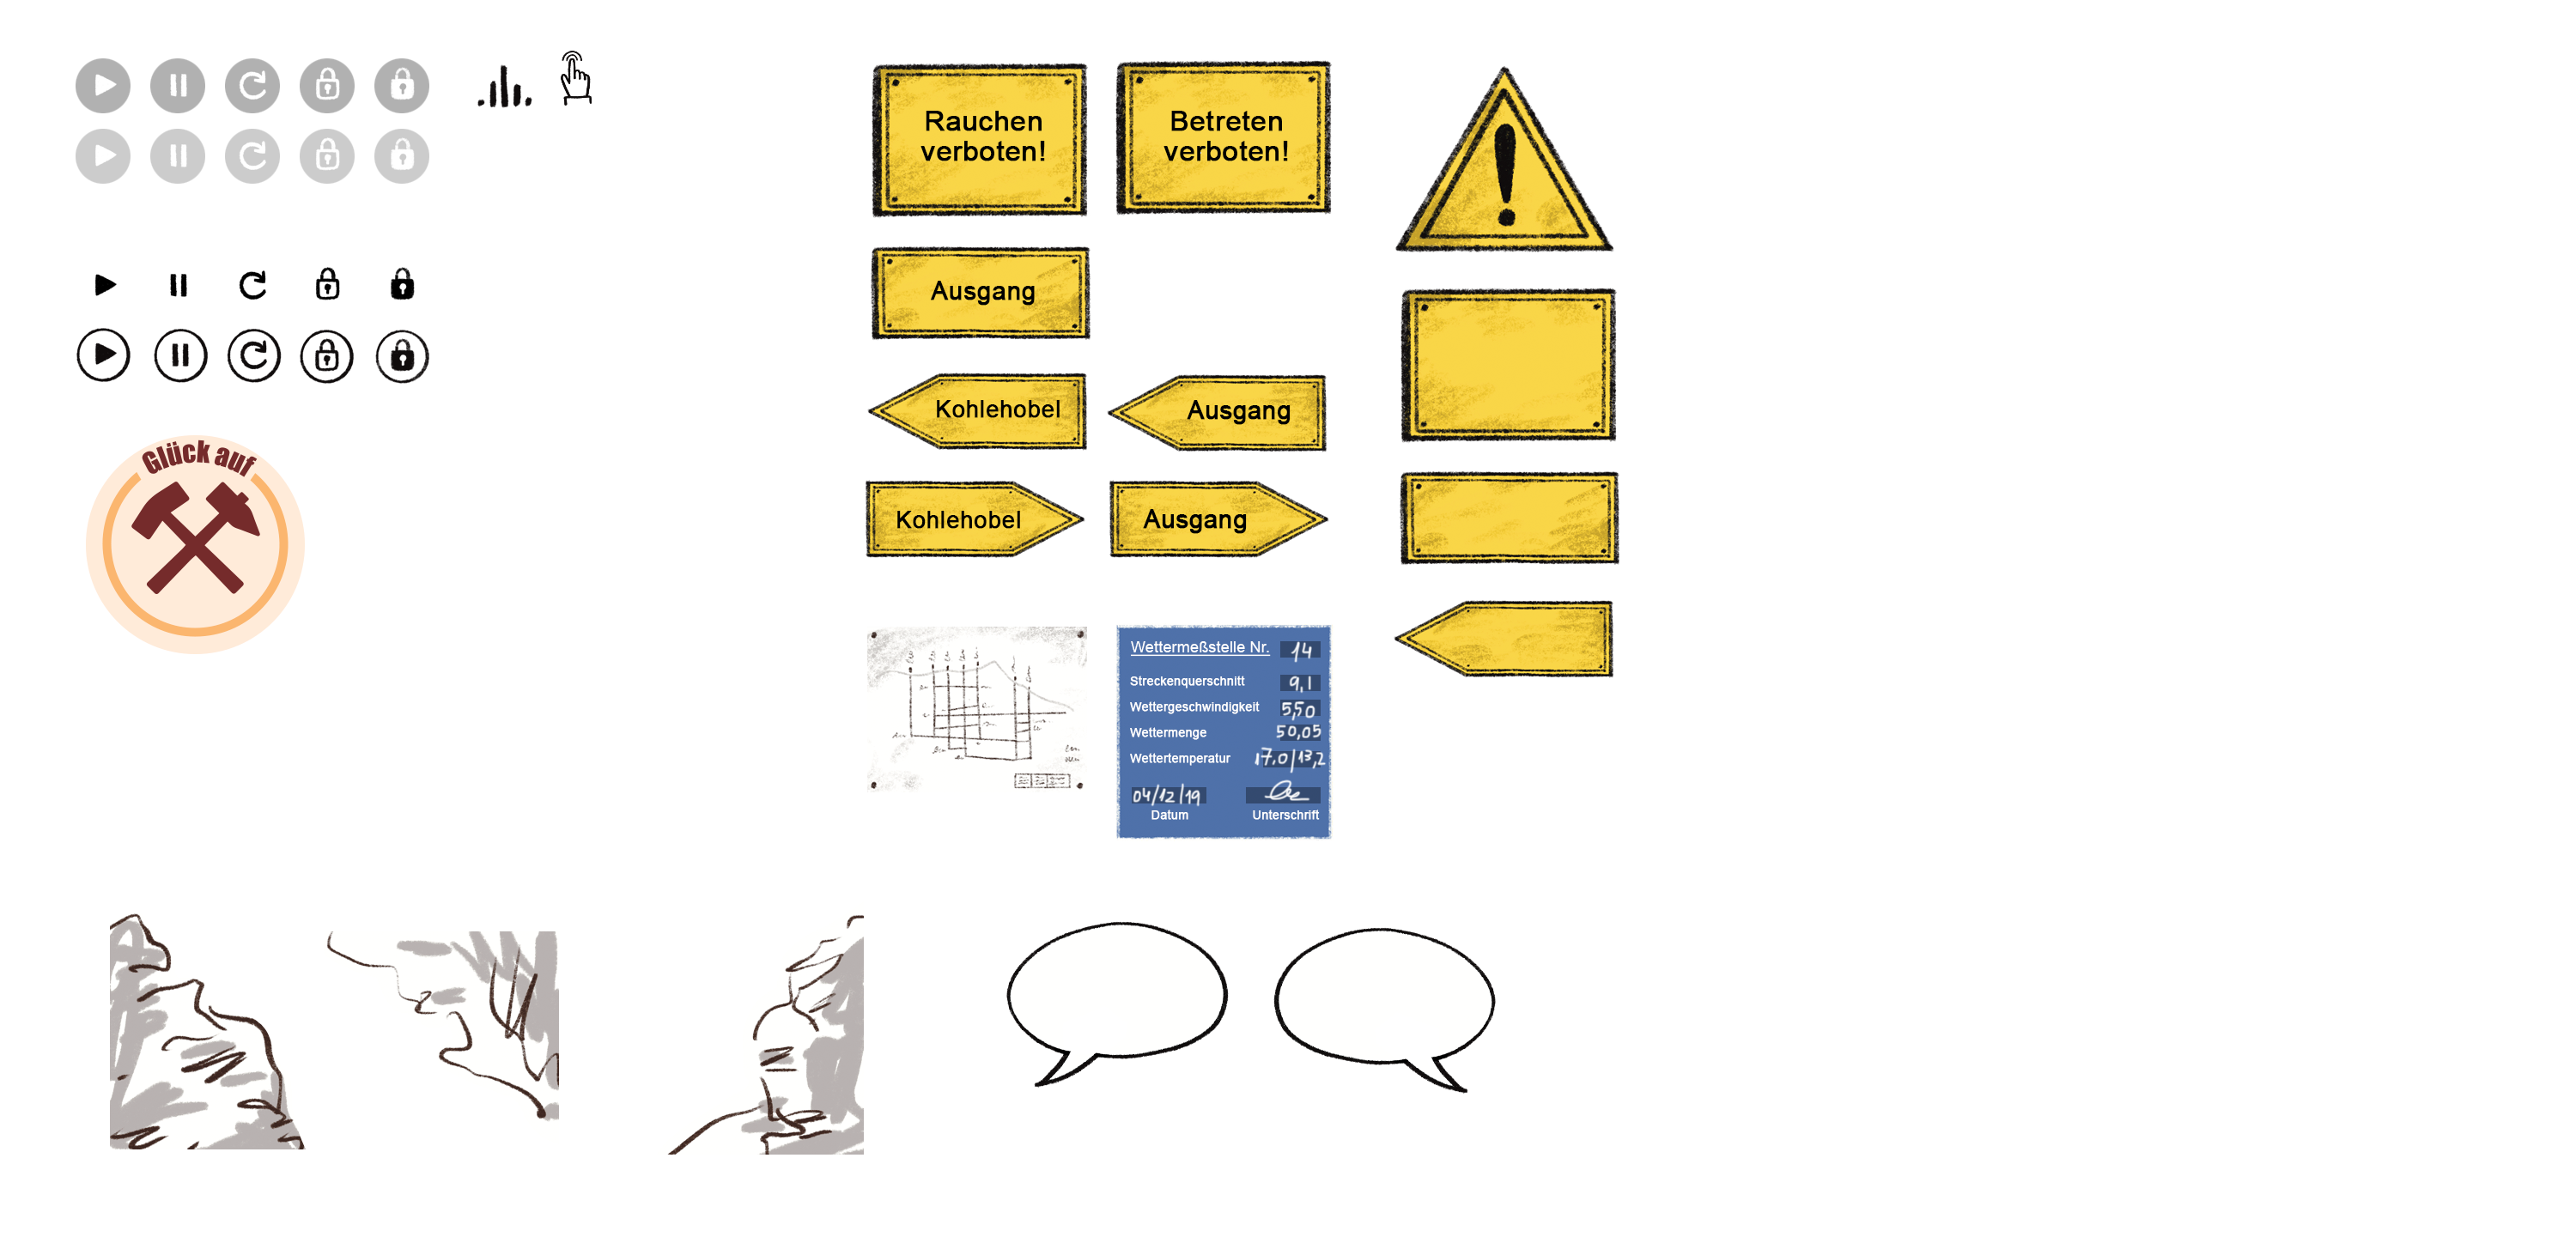 Rauchen
verboten!
Betreten
verboten!
!
Ausgang
Kohlehobel
Ausgang
Kohlehobel
Ausgang
Glück auf
Wettermeßstelle Nr. 14
Streckenquerschnitt 9,1
Wettergeschwindigkeit 5,50
Wettermenge 50,05
Wettertemperatur 17,0/13,2
04/12/19
Datum
Unterschrift